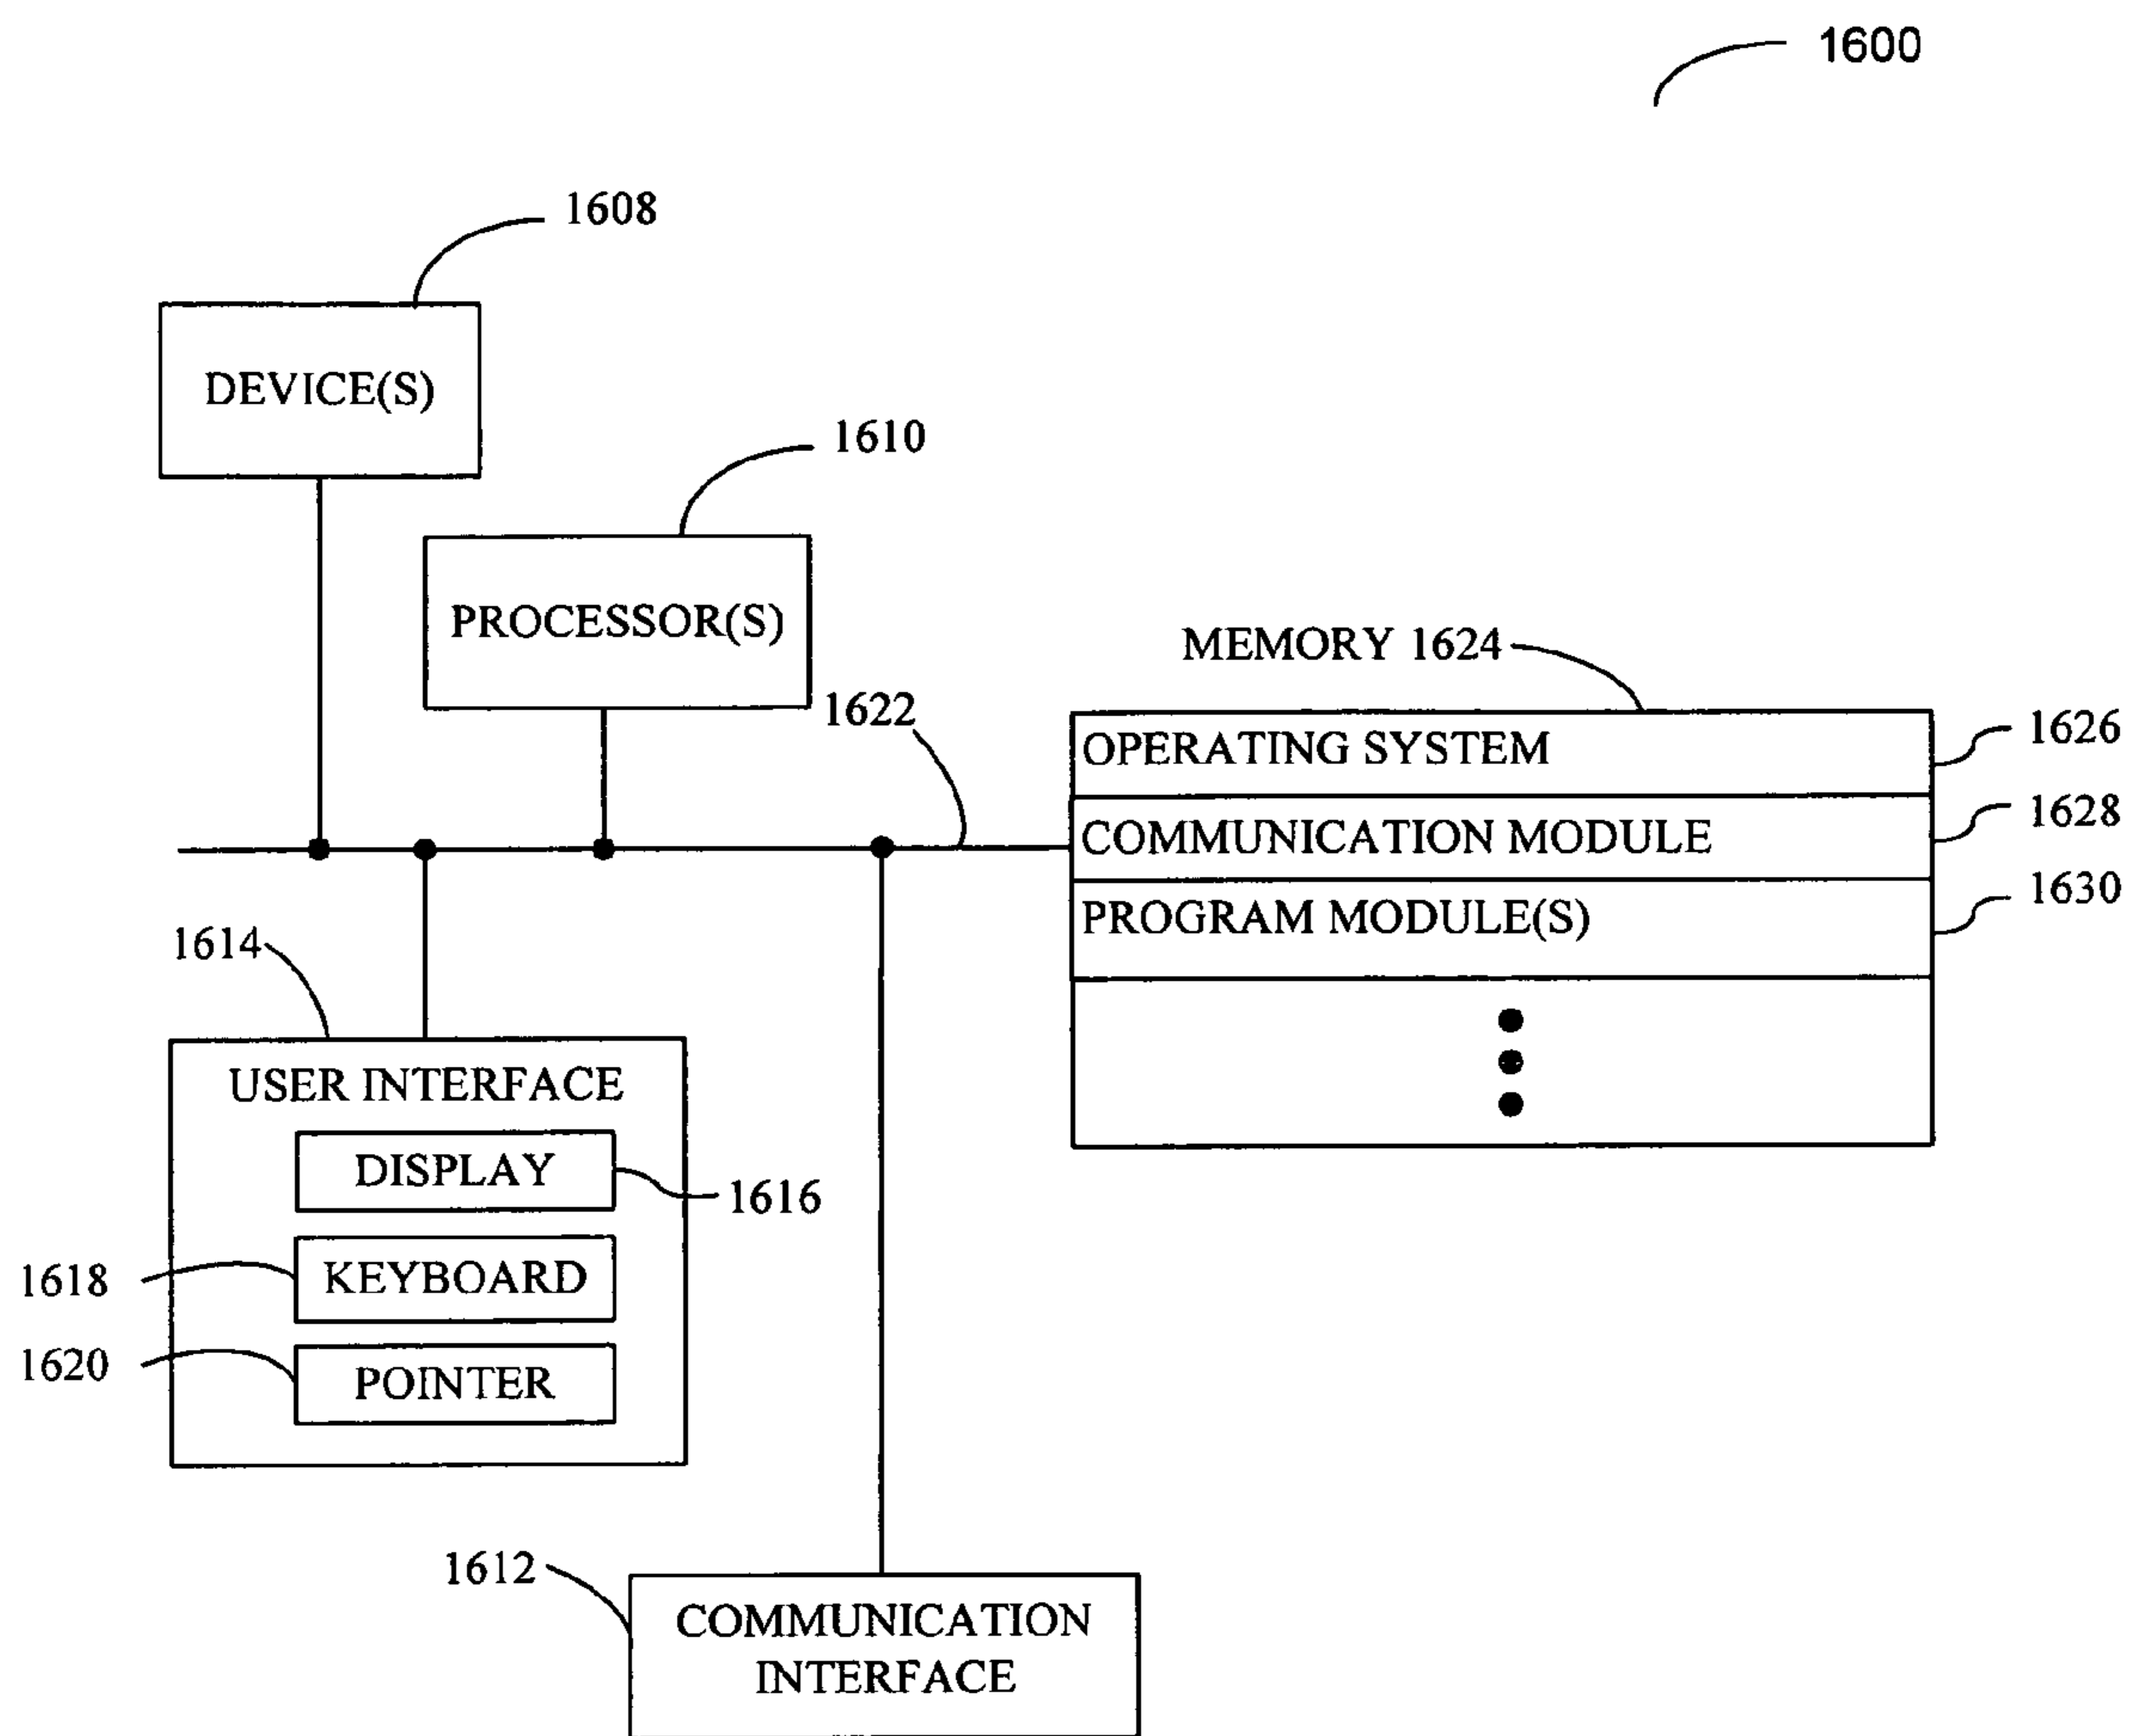 1600
1608
DEVICE(S)
1610
PROCESSOR(S)
MEMORY 1624
1622
OPERATING SYSTEM
1626
COMMUNICATION MODULE
1628
PROGRAM MODULE(S)
1630
1614
USER INTERFACE
DISPLAY
1616
1618
KEYBOARD
1620
POINTER
1612
COMMUNICATION
INTERFACE